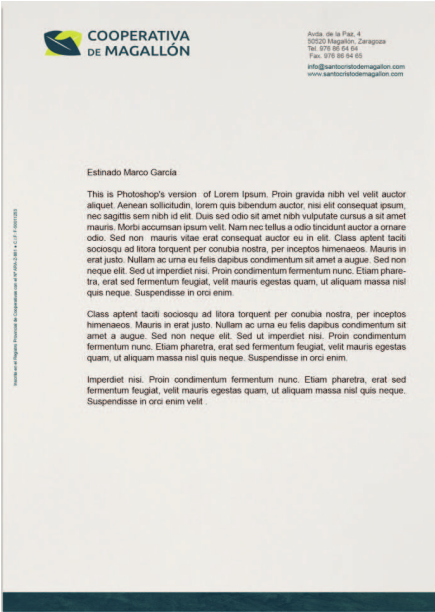 COOPERATIVA
DE MAGALLÓN
Avda. de la Paz, 4
50520 Magallón, Zaragoza
Tel. 976 86 64 64
Fax. 976 86 64 65
info@santocristodemagallon.com
www.santocristodemagallon.com
Estinado Marco García
This is Photoshop's version of Lorem Ipsum. Proin gravida nibh vel velit auctor
aliquet. Aenean sollicitudin, lorem quis bibendum auctor, nisi elit consequat ipsum,
nec sagittis sem nibh id elit. Duis sed odio sit amet nibh vulputate cursus a sit amet
mauris. Morbi accumsan ipsum velit. Nam nec tellus a odio tincidunt auctor a ornare
odio. Sed non mauris vitae erat consequat auctor eu in elit. Class aptent taciti
sociosqu ad litora torquent per conubia nostra, per inceptos himenaeos. Mauris in
erat justo. Nullam ac urna eu felis dapibus condimentum sit amet a augue. Sed non
neque elit. Sed ut imperdiet nisi. Proin condimentum fermentum nunc. Etiam phare-
tra, erat sed fermentum feugiat, velit mauris egestas quam, ut aliquam massa nisl
quis neque. Suspendisse in orci enim.
Class aptent taciti sociosqu ad litora torquent per conubia nostra, per inceptos
himenaeos. Mauris in erat justo. Nullam ac urna eu felis dapibus condimentum sit
amet a augue. Sed non neque elit. Sed ut imperdiet nisi. Proin condimentum
fermentum nunc. Etiam pharetra, erat sed fermentum feugiat, velit mauris egestas
quam, ut aliquam massa nisl quis neque. Suspendisse in orci enim.
Imperdiet nisi. Proin condimentum fermentum nunc. Etiam pharetra, erat sed
fermentum feugiat, velit mauris egestas quam, ut aliquam massa nisl quis neque.
Suspendisse in orci enim velit .
Inscrita en el Registro Provincial de Cooperativas con el